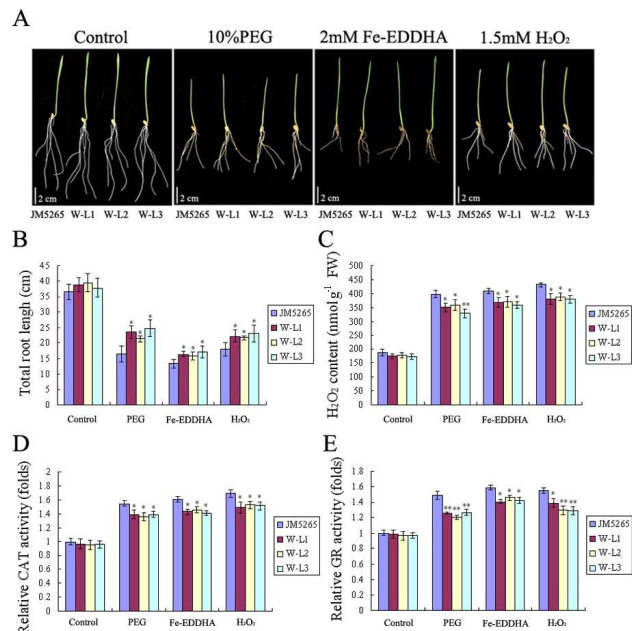 A
Control
10%PEG
2mM Fe-EDDHA
1.5mM H₂O₂
2 cm
2 cm
2 cm
2 cm
JM5265 W-L1 W-L2 W-L3
JM5265 W-L1 W-L2 W-L3
JM5265 W-L1 W-L2 W-L3
JM5265 W-L1 W-L2 W-L3
B
Total root lengh (cm)
45
40
35
30
25
20
15
10
5
0
* * *
* * *
* * *
Control PEG Fe-EDDHA H₂O₂
JM5265
W-L1
W-L2
W-L3
C
H₂O₂ content (nmol g⁻¹ FW)
500
450
400
350
300
250
200
150
100
50
0
* * **
* * *
* * *
Control PEG Fe-EDDHA H₂O₂
JM5265
W-L1
W-L2
W-L3
D
Relative CAT activity (folds)
2
1.8
1.6
1.4
1.2
1
0.8
0.6
0.4
0.2
0
* * *
* * *
* * *
Control PEG Fe-EDDHA H₂O₂
JM5265
W-L1
W-L2
W-L3
E
Relative GR activity (folds)
1.8
1.6
1.4
1.2
1
0.8
0.6
0.4
0.2
0
** ** *
* * *
* ** **
Control PEG Fe-EDDHA H₂O₂
JM5265
W-L1
W-L2
W-L3